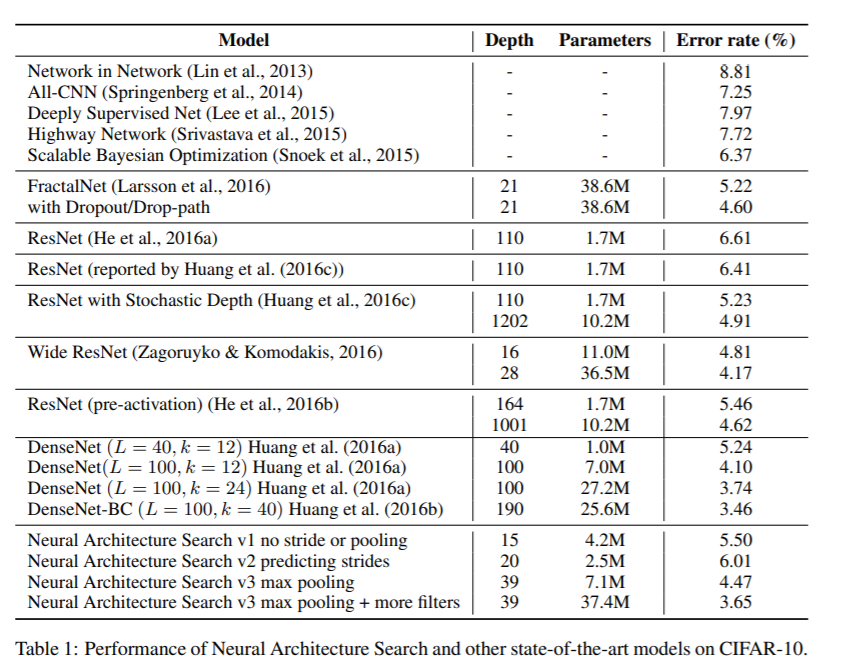 Model Depth Parameters Error rate (%)
Network in Network (Lin et al., 2013) - - 8.81
All-CNN (Springenberg et al., 2014) - - 7.25
Deeply Supervised Net (Lee et al., 2015) - - 7.97
Highway Network (Srivastava et al., 2015) - - 7.72
Scalable Bayesian Optimization (Snoek et al., 2015) - - 6.37
FractalNet (Larsson et al., 2016) 21 38.6M 5.22
with Dropout/Drop-path 21 38.6M 4.60
ResNet (He et al., 2016a) 110 1.7M 6.61
ResNet (reported by Huang et al. (2016c)) 110 1.7M 6.41
ResNet with Stochastic Depth (Huang et al., 2016c) 110 1.7M 5.23
1202 10.2M 4.91
Wide ResNet (Zagoruyko & Komodakis, 2016) 16 11.0M 4.81
28 36.5M 4.17
ResNet (pre-activation) (He et al., 2016b) 164 1.7M 5.46
1001 10.2M 4.62
DenseNet (L = 40, k = 12) Huang et al. (2016a) 40 1.0M 5.24
DenseNet(L = 100, k = 12) Huang et al. (2016a) 100 7.0M 4.10
DenseNet (L = 100, k = 24) Huang et al. (2016a) 100 27.2M 3.74
DenseNet-BC (L = 100, k = 40) Huang et al. (2016b) 190 25.6M 3.46
Neural Architecture Search v1 no stride or pooling 15 4.2M 5.50
Neural Architecture Search v2 predicting strides 20 2.5M 6.01
Neural Architecture Search v3 max pooling 39 7.1M 4.47
Neural Architecture Search v3 max pooling + more filters 39 37.4M 3.65
Table 1: Performance of Neural Architecture Search and other state-of-the-art models on CIFAR-10.